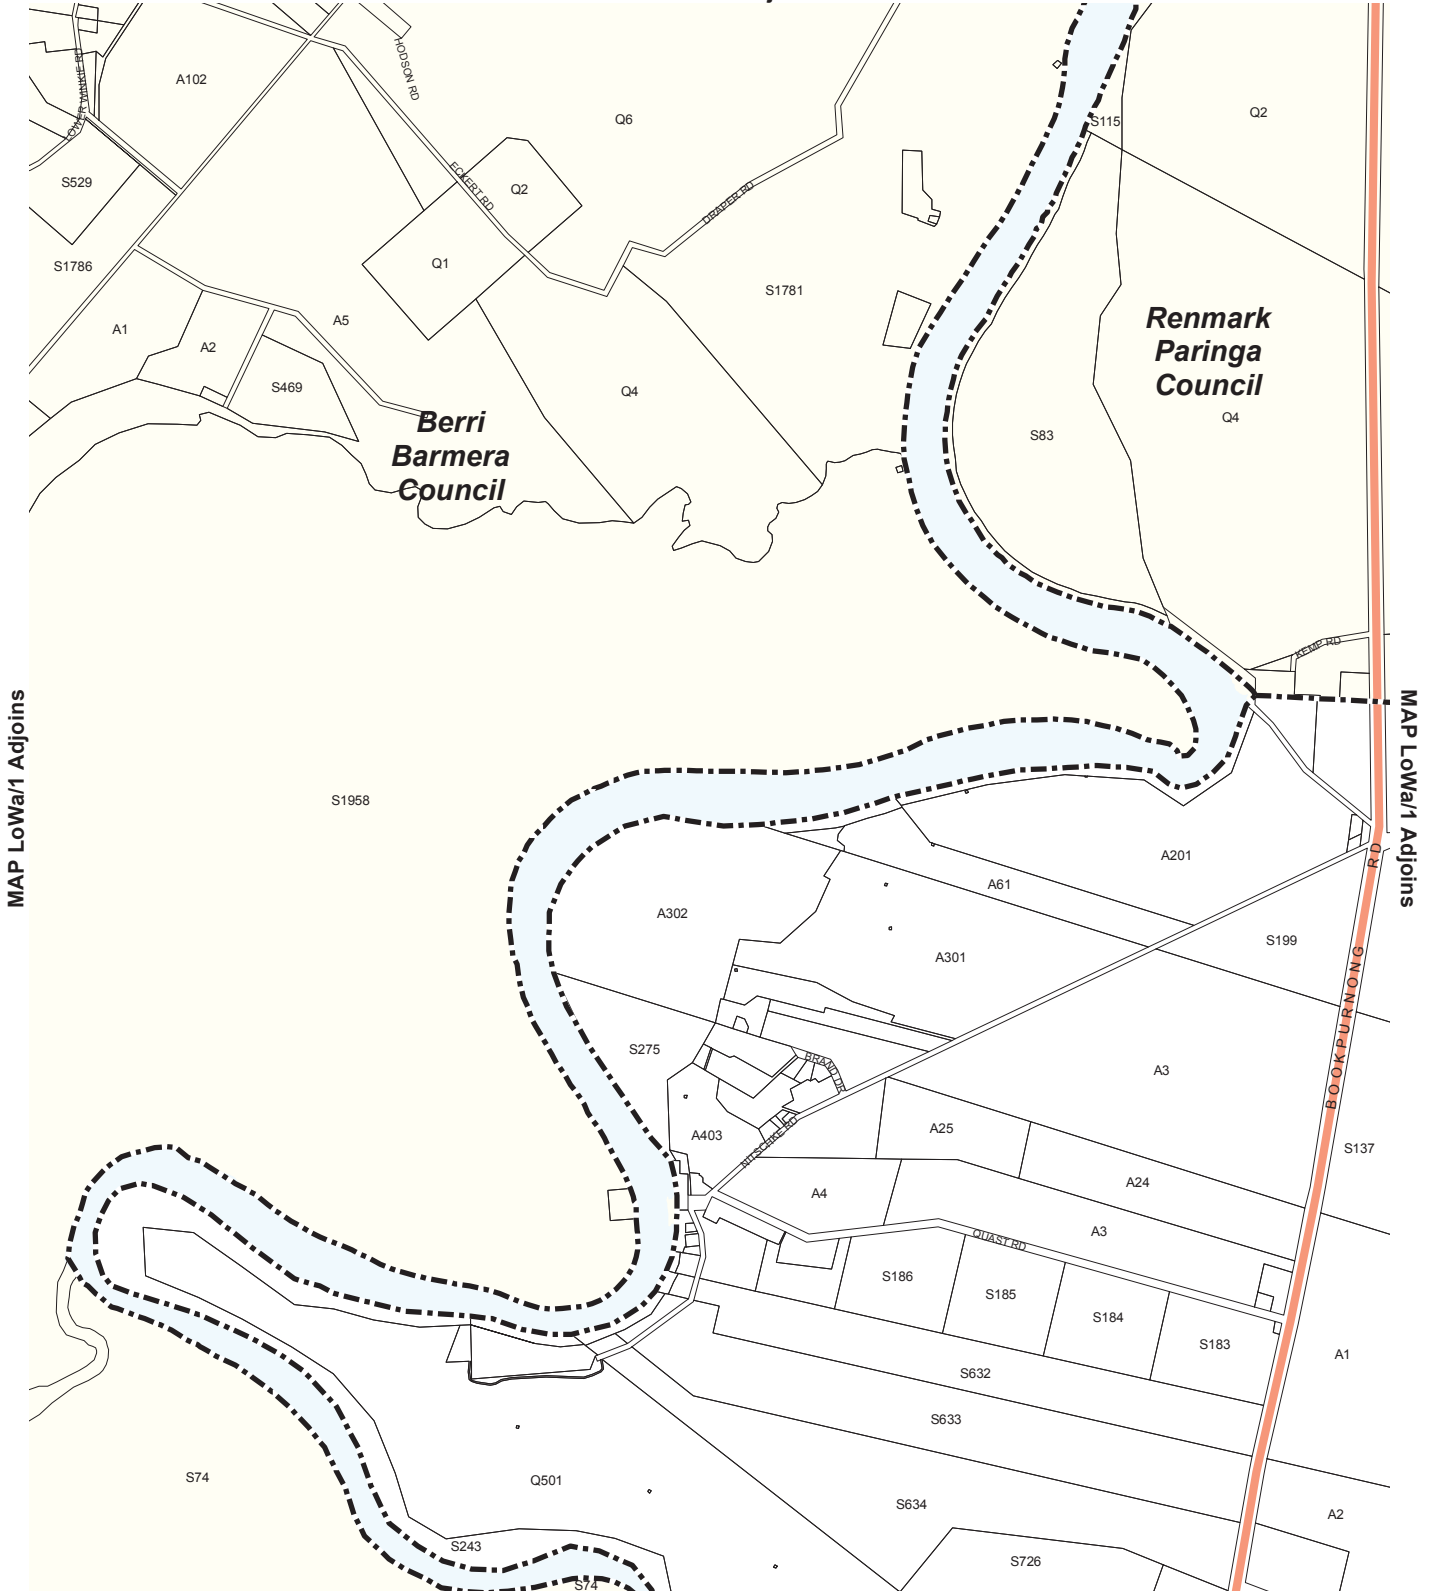 HODSON RD
LOWER WINKIE RD
A102
Q6
S115
Q2
S529
ECKERT RD
Q2
DRAPER RD
S1786
Q1
S1781
A1
A2
A5
Renmark
Paringa
Council
S469
Q4
Q4
Berri
Barmera
Council
S83
KEMP RD
MAP LoWa/1 Adjoins
MAP LoWa/1 Adjoins
S1958
A201
A61
A302
S199
A301
BOOKPURNONG RD
S275
BRAND DR
A3
A403
NITSCHKE RD
A25
S137
A4
A24
A3
QUAST RD
S186
S185
S184
S183
A1
S632
S633
S74
Q501
S634
A2
S243
S726
S74